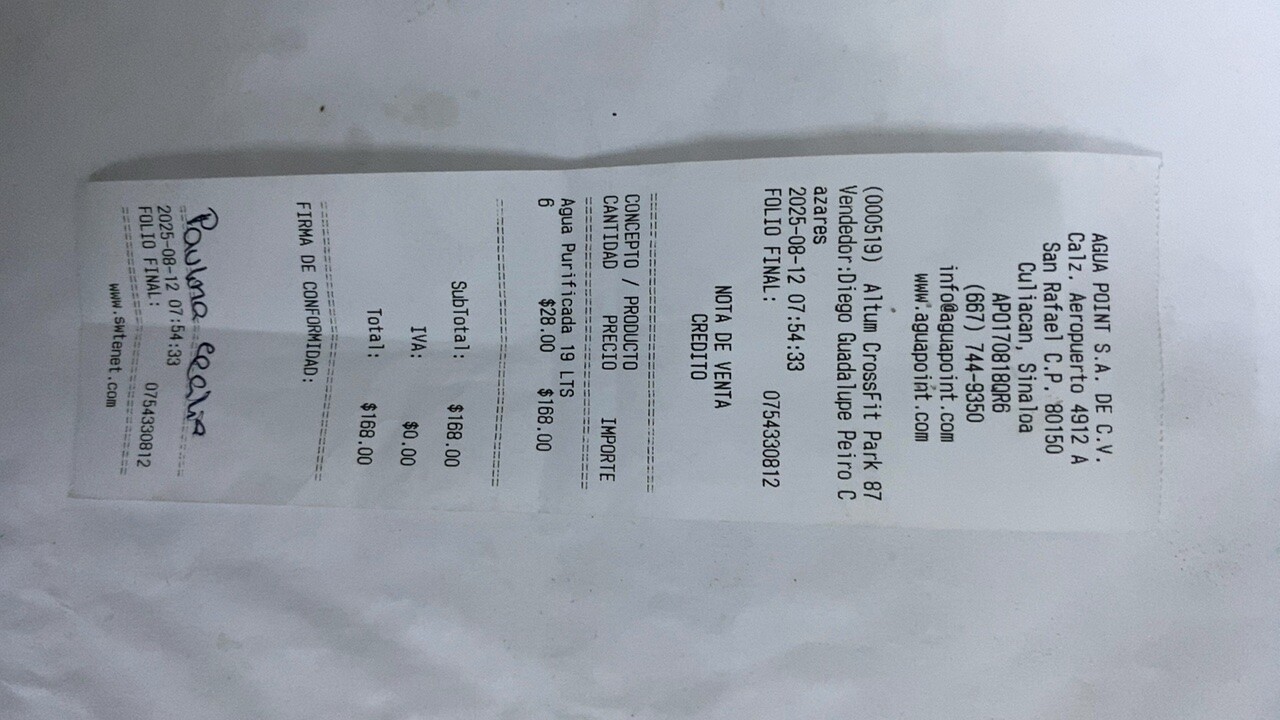 AGUA POINT S.A. DE C.V.
Calz. Aeropuerto 4912 A
San Rafael C.P. 80150
Culiacan, Sinaloa
APO170818QR6
(667) 744-9350
info@aguapoint.com
www.aguapoint.com
(000519) Altum CrossFit Park 87
Vendedor:Diego Guadalupe Peiro C
azares
2025-08-12 07:54:33
FOLIO FINAL: 0754330812
NOTA DE VENTA
CREDITO
================================
CONCEPTO / PRODUCTO
CANTIDAD PRECIO IMPORTE
================================
Agua Purificada 19 LTS
6 $28.00 $168.00
================================
SubTotal: $168.00
IVA: $0.00
Total: $168.00
================================
FIRMA DE CONFORMIDAD:
Paulina Cecilia
================================
2025-08-12 07:54:33
FOLIO FINAL: 0754330812
================================
www.swtenet.com